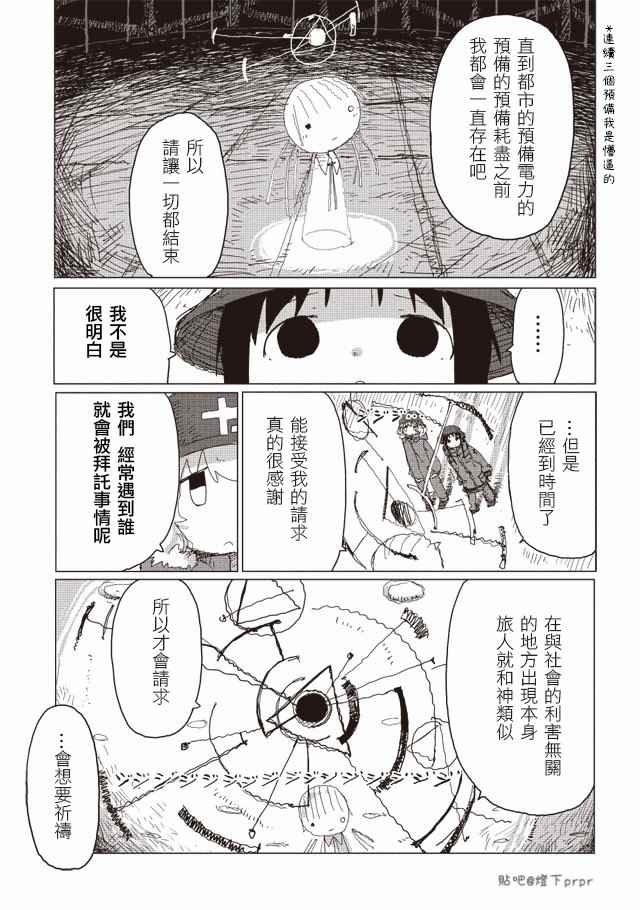 *連續三個預備我是懵逼的
直到都市的預備電力的
預備的預備耗盡之前
我都會一直存在吧
所以
請讓一切都結束
……
我不是
很明白
…但是
已經到時間了
能接受我的請求
真的很感謝
我們 經常遇到誰
就會被拜託事情呢
在與社會的利害無關
的地方出現本身
旅人就和神類似
所以才會請求
…會想要祈禱
貼吧@燈下prpr